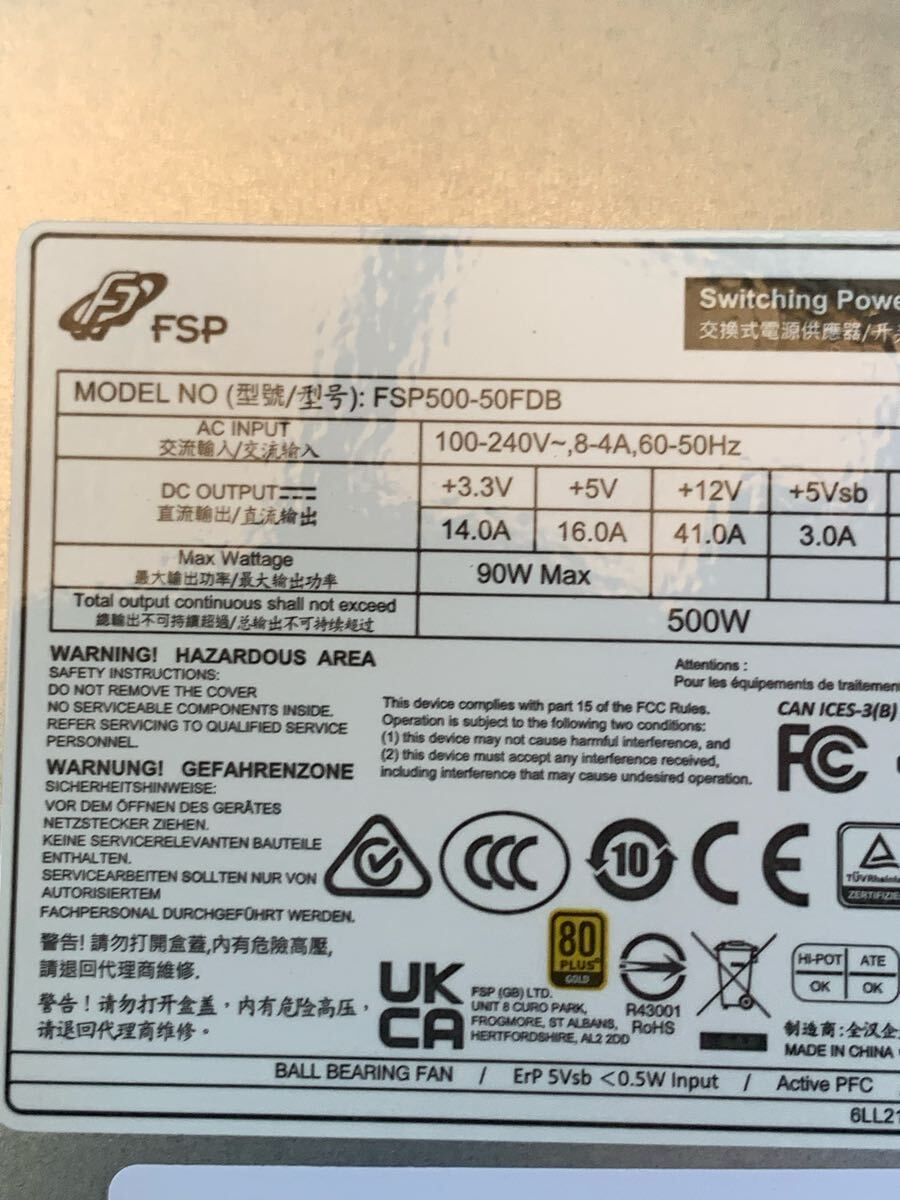 FSP
Switching Powe
交換式電源供應器/开关
MODEL NO (型號/型号): FSP500-50FDB
AC INPUT
交流輸入/交流输入
100-240V~,8-4A,60-50Hz
DC OUTPUT⎓
直流輸出/直流输出
+3.3V +5V +12V +5Vsb
14.0A 16.0A 41.0A 3.0A
Max Wattage
最大輸出功率/最大输出功率
90W Max
Total output continuous shall not exceed
總輸出不可持續超過/总输出不可持续超过
500W
WARNING! HAZARDOUS AREA
SAFETY INSTRUCTIONS:
DO NOT REMOVE THE COVER
NO SERVICEABLE COMPONENTS INSIDE.
REFER SERVICING TO QUALIFIED SERVICE
PERSONNEL.
WARNUNG! GEFAHRENZONE
SICHERHEITSHINWEISE:
VOR DEM ÖFFNEN DES GERÄTES
NETZSTECKER ZIEHEN.
KEINE SERVICERELEVANTEN BAUTEILE
ENTHALTEN.
SERVICEARBEITEN SOLLTEN NUR VON
AUTORISIERTEM
FACHPERSONAL DURCHGEFÜHRT WERDEN.
警告! 請勿打開盒蓋,內有危險高壓,
請退回代理商維修.
警告！请勿打开盒盖，内有危险高压，
请退回代理商维修。
Attentions :
Pour les équipements de traitemen
This device complies with part 15 of the FCC Rules.
Operation is subject to the following two conditions:
(1) this device may not cause harmful interference, and
(2) this device must accept any interference received,
including interference that may cause undesired operation.
CAN ICES-3(B)
FC
CCC
10
CE
TÜVRheinla
ZERTIFIZIE
80
PLUS
GOLD
UK
CA
FSP (GB) LTD.
UNIT 8 CURO PARK,
FROGMORE, ST ALBANS,
HERTFORDSHIRE, AL2 2DD
R43001
RoHS
HI-POT ATE
OK OK
制造商:全汉企
MADE IN CHINA
BALL BEARING FAN / ErP 5Vsb <0.5W Input / Active PFC
6LL21